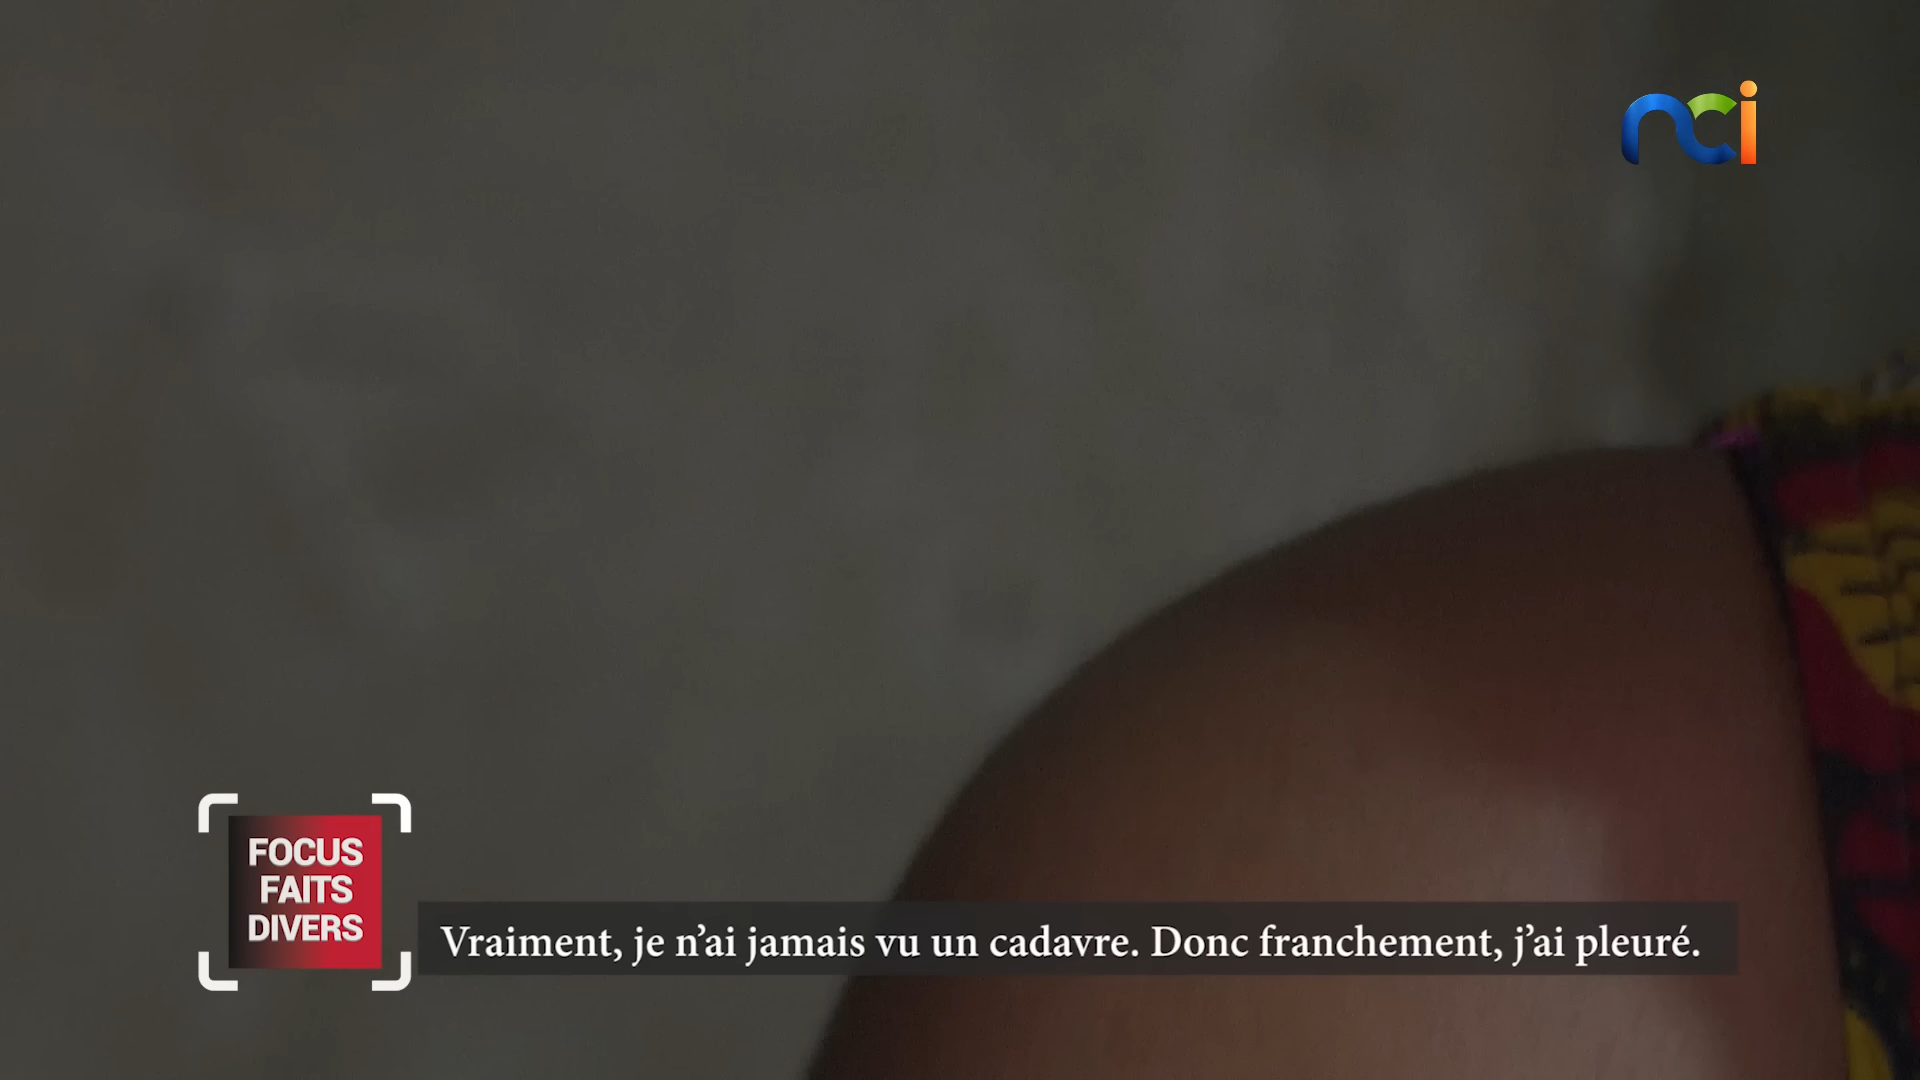 nci
FOCUS
FAITS
DIVERS
Vraiment, je n’ai jamais vu un cadavre. Donc franchement, j’ai pleuré.